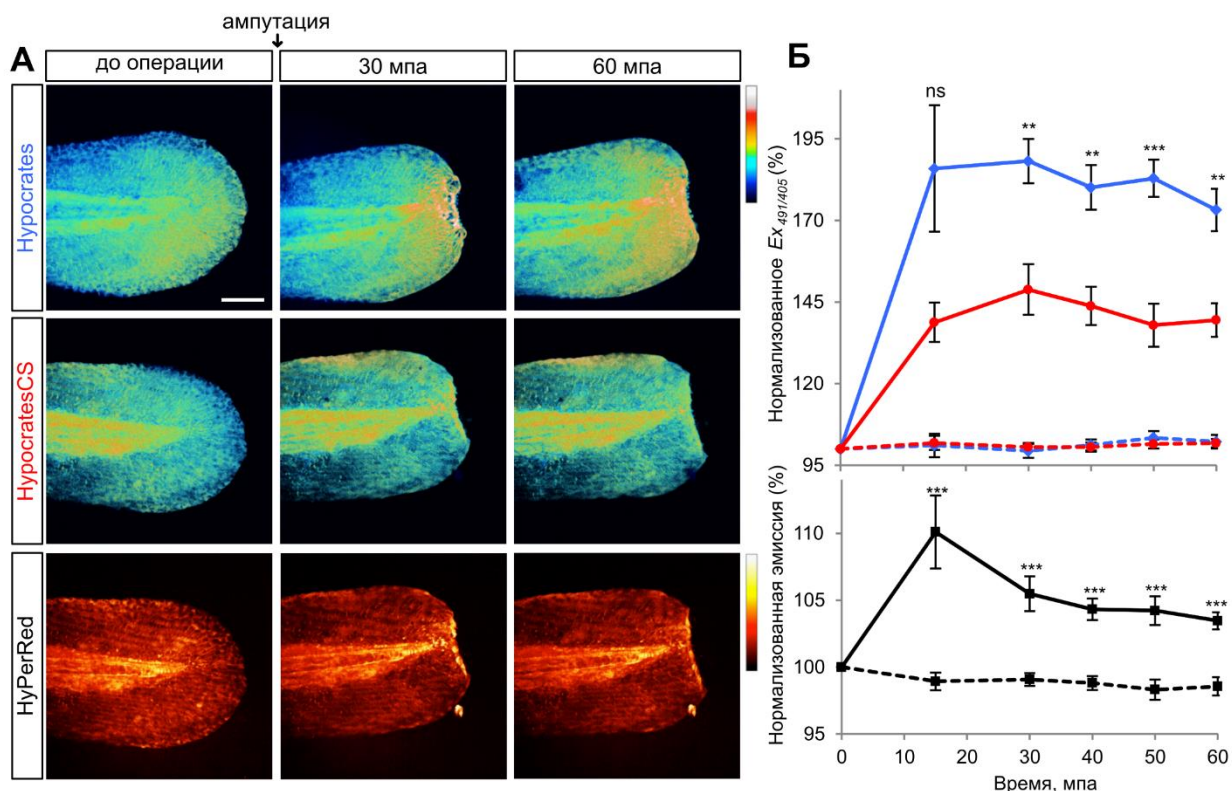 ампутация
А
до операции
30 мпа
60 мпа
Hypocrates
HypocratesCS
HyPerRed
Б
Нормализованное Ex491/405 (%)
195
170
145
120
95
ns
**
**
***
**
Нормализованная эмиссия (%)
110
105
100
95
***
***
***
***
***
0
10
20
30
40
50
60
Время, мпа